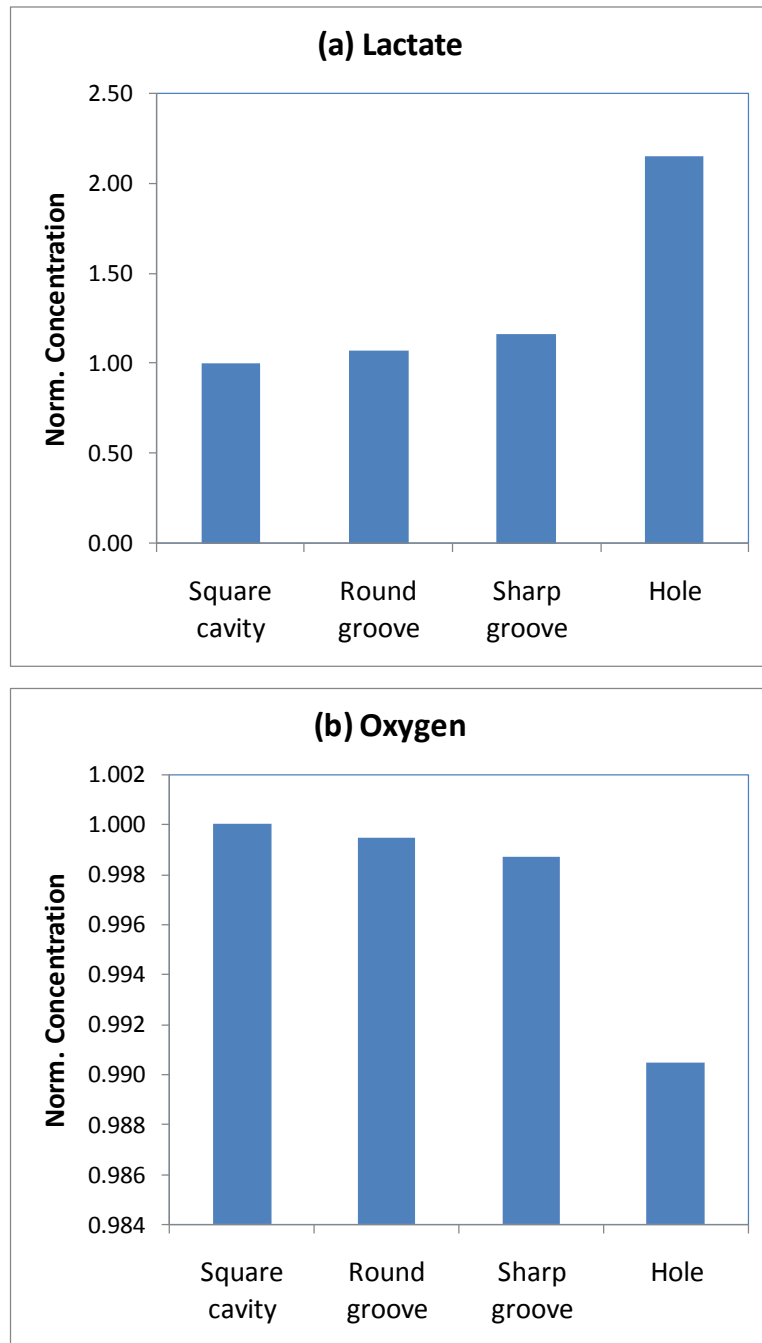 (a) Lactate
Norm. Concentration
2.50
2.00
1.50
1.00
0.50
0.00
Square cavity
Round groove
Sharp groove
Hole
(b) Oxygen
Norm. Concentration
1.002
1.000
0.998
0.996
0.994
0.992
0.990
0.988
0.986
0.984
Square cavity
Round groove
Sharp groove
Hole